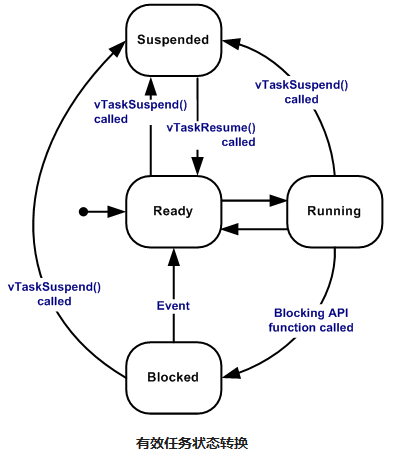 Suspended
vTaskSuspend()
called
vTaskSuspend()
called
vTaskResume()
called
Ready
Running
vTaskSuspend()
called
Event
Blocking API
function called
Blocked
有效任务状态转换